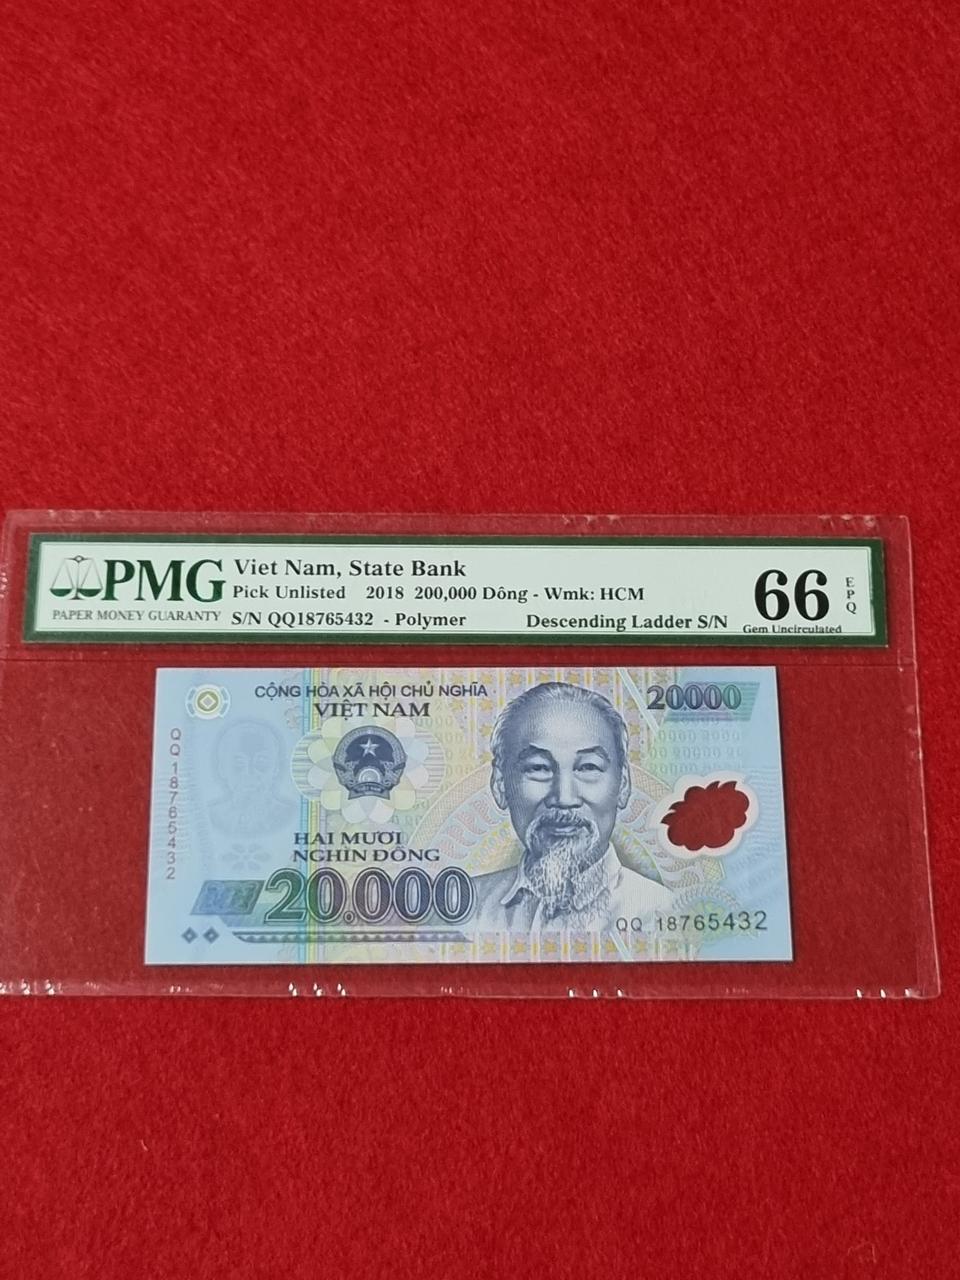 PMG
PAPER MONEY GUARANTY
Viet Nam, State Bank
Pick Unlisted 2018 200,000 Dông - Wmk: HCM
S/N QQ18765432 - Polymer Descending Ladder S/N
66 EPQ
Gem Uncirculated
CỘNG HÒA XÃ HỘI CHỦ NGHĨA
VIỆT NAM
20000
QQ 18765432
HAI MƯƠI
NGHÌN ĐỒNG
20.000
QQ 18765432